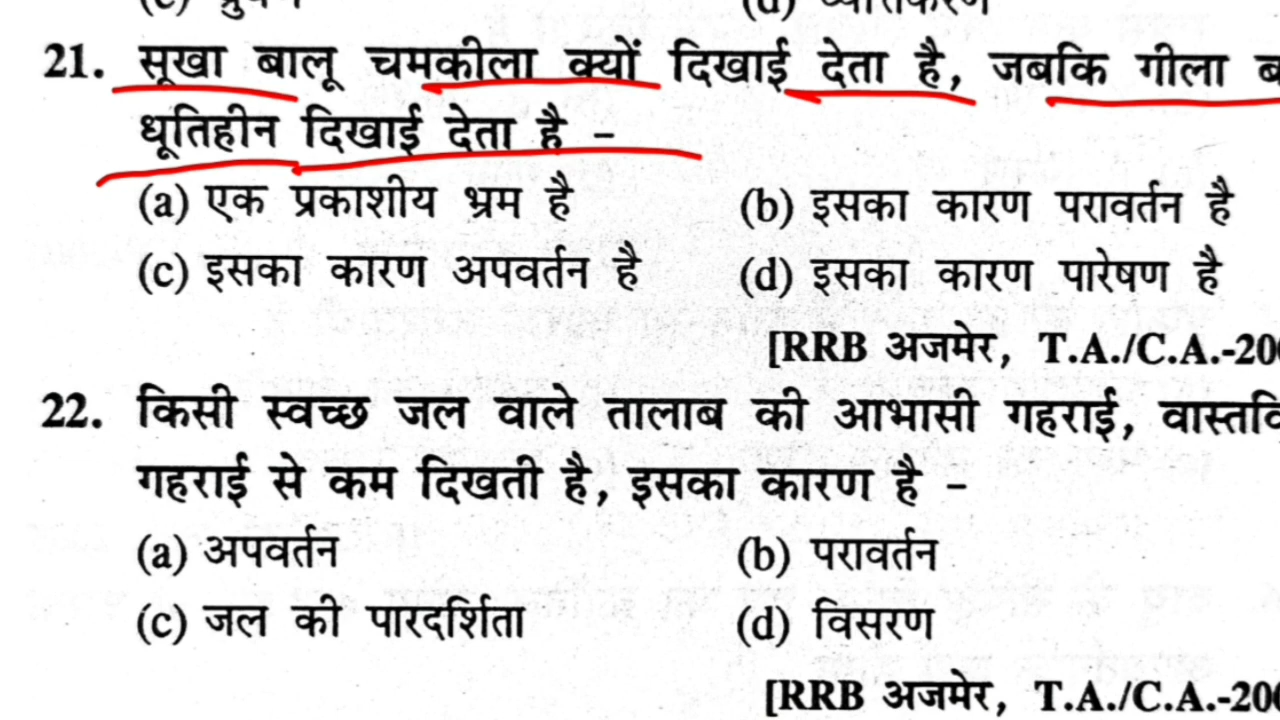 21. सूखा बालू चमकीला क्यों दिखाई देता है, जबकि गीला
धूतिहीन दिखाई देता है -
(a) एक प्रकाशीय भ्रम है (b) इसका कारण परावर्तन है
(c) इसका कारण अपवर्तन है (d) इसका कारण पारेषण है
[RRB अजमेर, T.A./C.A.-200
22. किसी स्वच्छ जल वाले तालाब की आभासी गहराई,
गहराई से कम दिखती है, इसका कारण है -
(a) अपवर्तन (b) परावर्तन
(c) जल की पारदर्शिता (d) विसरण
[RRB अजमेर, T.A./C.A.-200